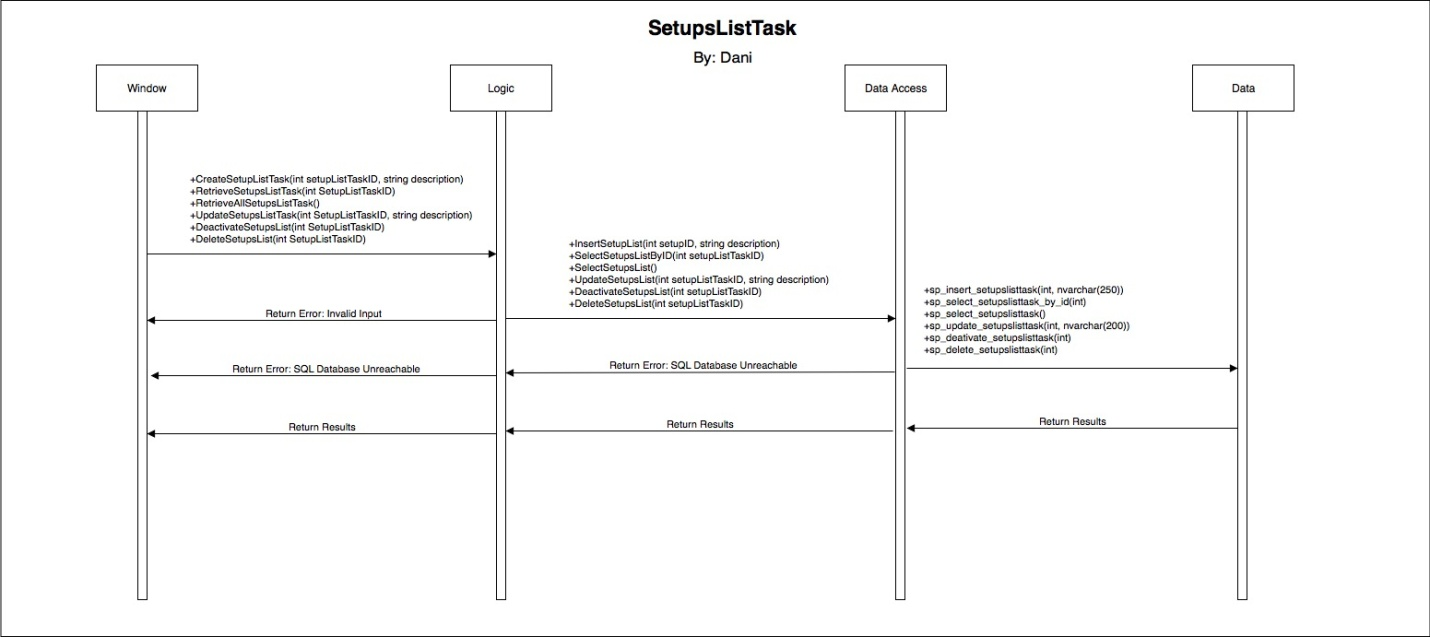 SetupsListTask
By: Dani
Window
Logic
Data Access
Data
+CreateSetupListTask(int setupListTaskID, string description)
+RetrieveSetupsListTask(int SetupListTaskID)
+RetrieveAllSetupsListTask()
+UpdateSetupsListTask(int SetupListTaskID, string description)
+DeactivateSetupsList(int SetupListTaskID)
+DeleteSetupsList(int SetupListTaskID)
+InsertSetupList(int setupID, string description)
+SelectSetupsListByID(int setupListTaskID)
+SelectSetupsList()
+UpdateSetupsList(int setupListTaskID, string description)
+DeactivateSetupsList(int setupListTaskID)
+DeleteSetupsList(int setupListTaskID)
+sp_insert_setupslisttask(int, nvarchar(250))
+sp_select_setupslisttask_by_id(int)
+sp_select_setupslisttask()
+sp_update_setupslisttask(int, nvarchar(200))
+sp_deativate_setupslisttask(int)
+sp_delete_setupslisttask(int)
Return Error: Invalid Input
Return Error: SQL Database Unreachable
Return Error: SQL Database Unreachable
Return Results
Return Results
Return Results